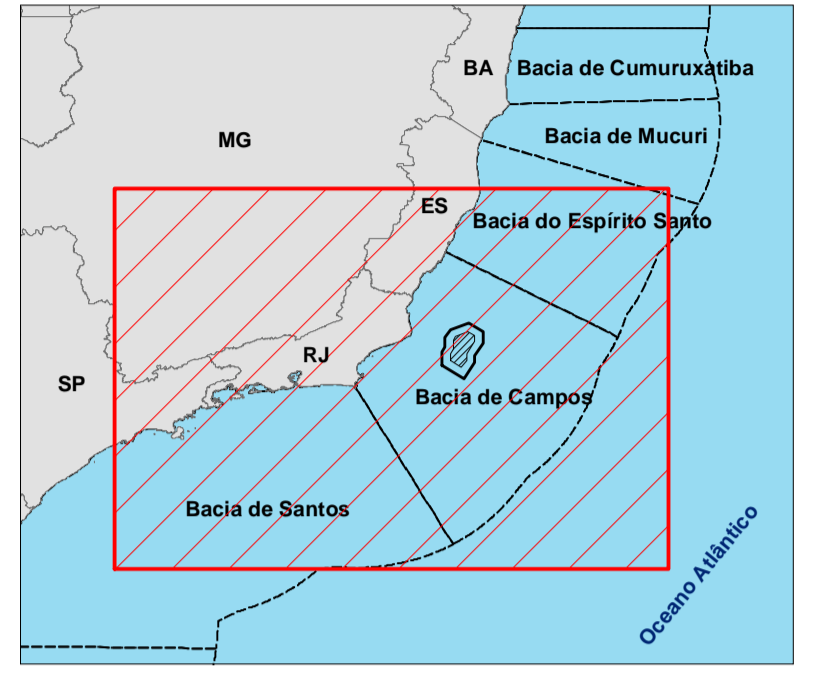 BA
Bacia de Cumuruxatiba
MG
Bacia de Mucuri
ES
Bacia do Espírito Santo
RJ
SP
Bacia de Campos
Bacia de Santos
Oceano Atlântico